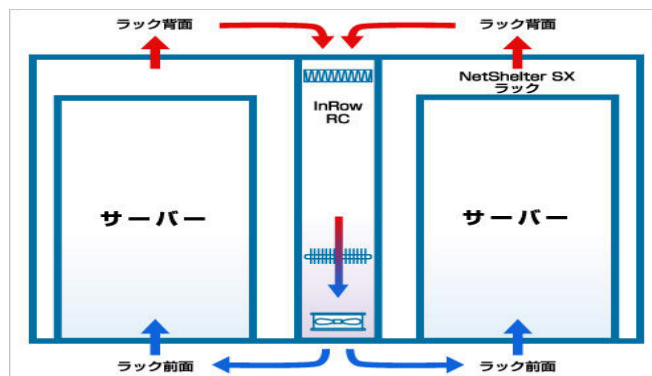 ラック背面
ラック背面
NetShelter SX
ラック
InRow
RC
サーバー
サーバー
ラック前面
ラック前面